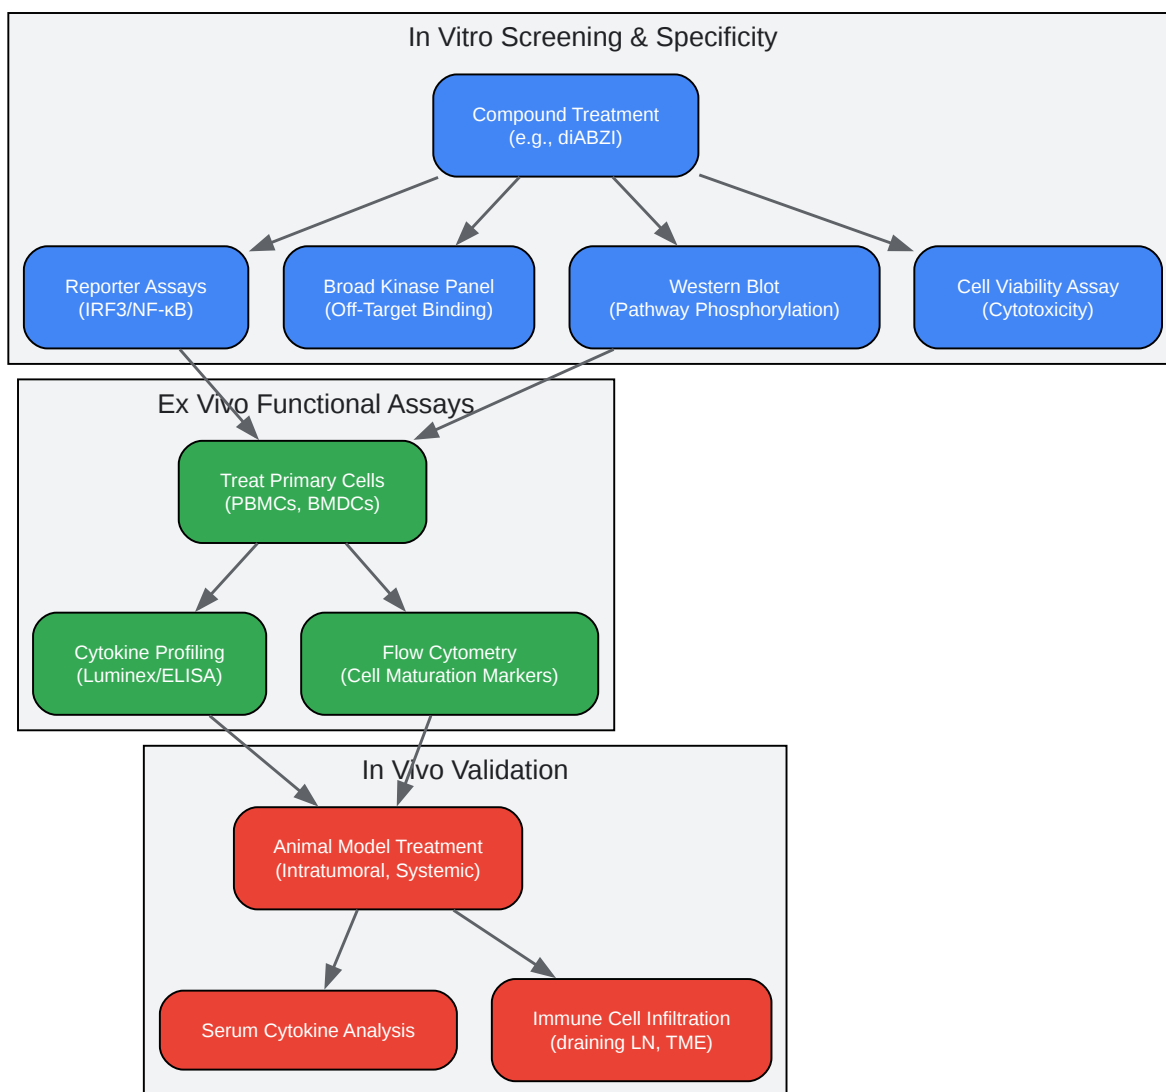 In Vitro Screening & Specificity
Compound Treatment
(e.g., diABZI)
Reporter Assays
(IRF3/NF-κB)
Broad Kinase Panel
(Off-Target Binding)
Western Blot
(Pathway Phosphorylation)
Cell Viability Assay
(Cytotoxicity)
Ex Vivo Functional Assays
Treat Primary Cells
(PBMCs, BMDCs)
Cytokine Profiling
(Luminex/ELISA)
Flow Cytometry
(Cell Maturation Markers)
In Vivo Validation
Animal Model Treatment
(Intratumoral, Systemic)
Serum Cytokine Analysis
Immune Cell Infiltration
(draining LN, TME)